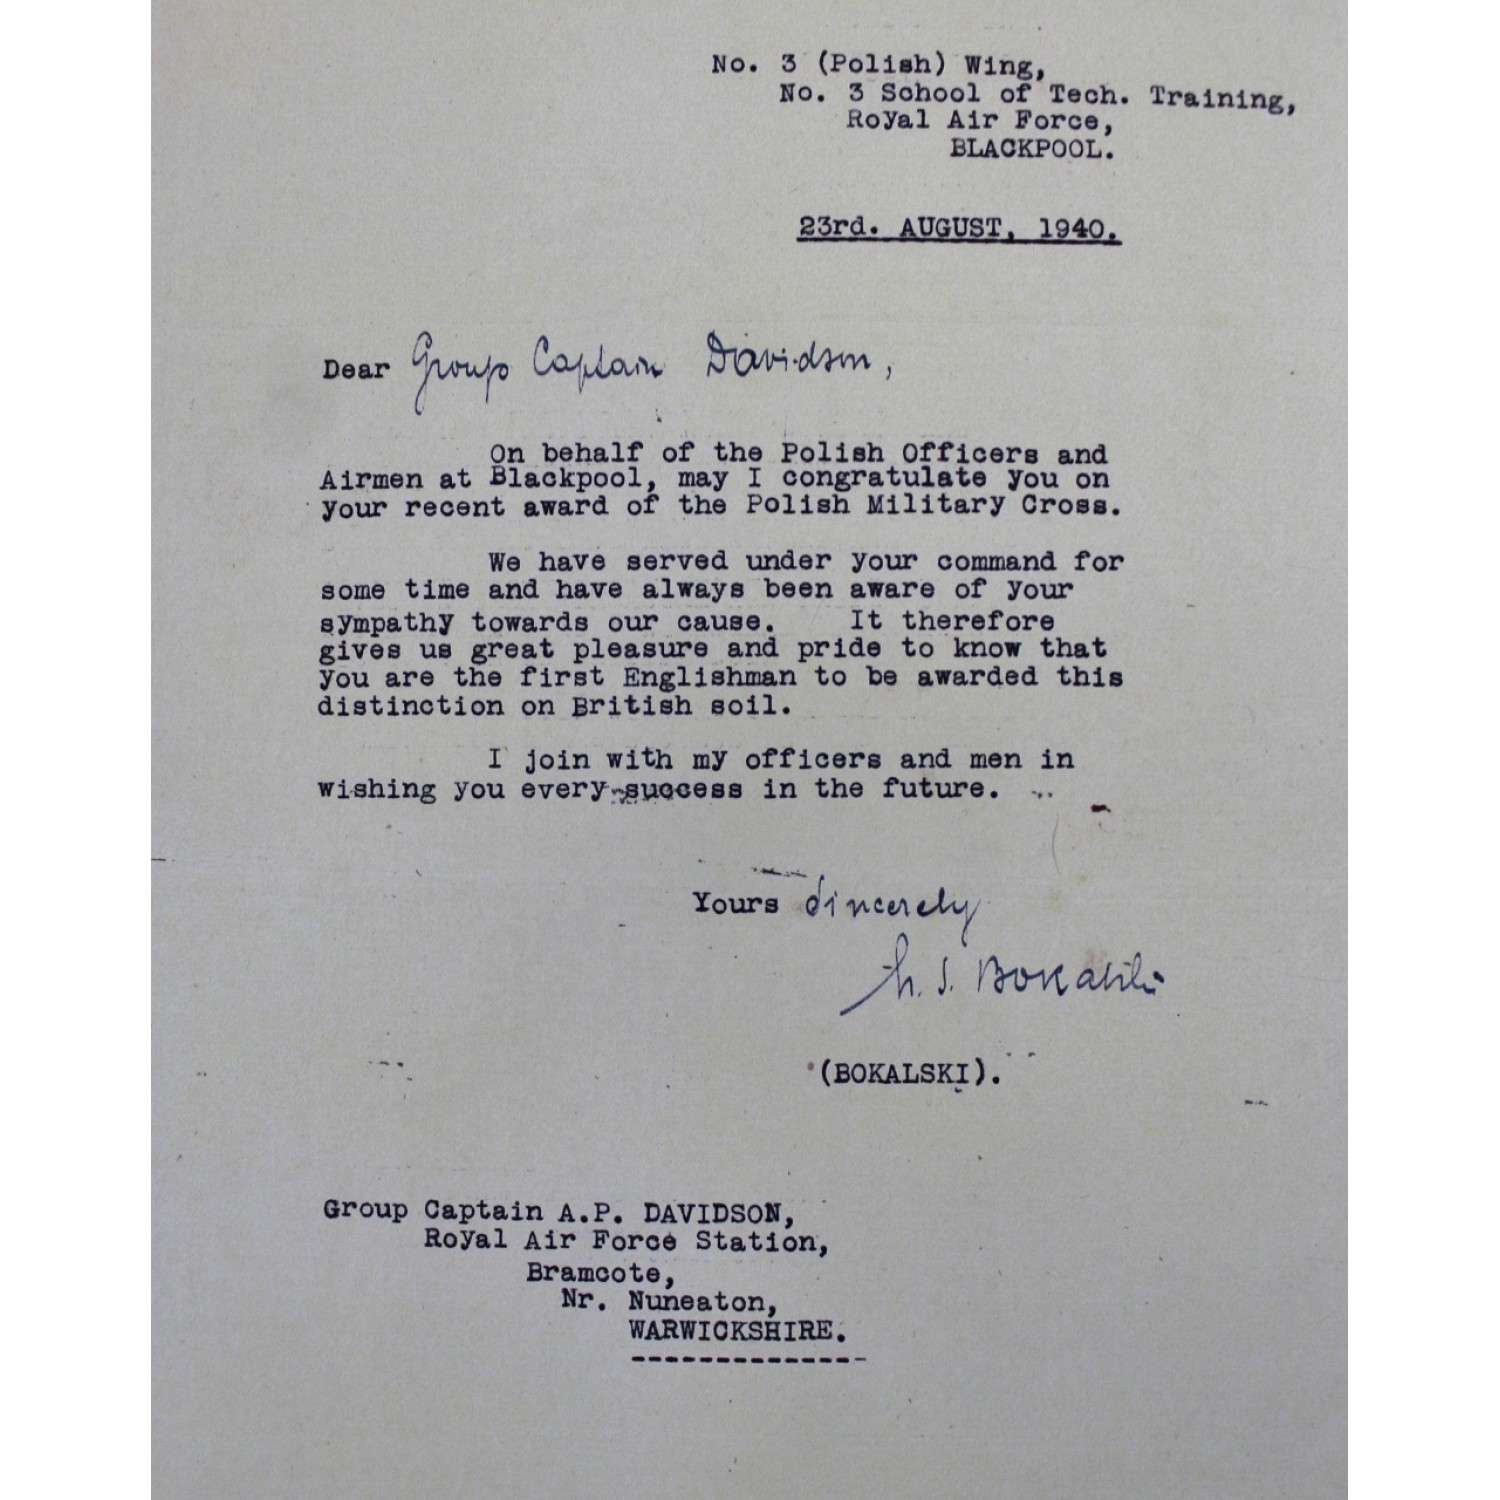 No. 3 (Polish) Wing,
No. 3 School of Tech. Training,
Royal Air Force,
BLACKPOOL.
23rd. AUGUST, 1940.
Dear Group Captain Davidson,
On behalf of the Polish Officers and
Airmen at Blackpool, may I congratulate you on
your recent award of the Polish Military Cross.
We have served under your command for
some time and have always been aware of your
sympathy towards our cause. It therefore
gives us great pleasure and pride to know that
you are the first Englishman to be awarded this
distinction on British soil.
I join with my officers and men in
wishing you every success in the future.
Yours Sincerely
S. Bokalski
(BOKALSKI).
Group Captain A.P. DAVIDSON,
Royal Air Force Station,
Bramcote,
Nr. Nuneaton,
WARWICKSHIRE.